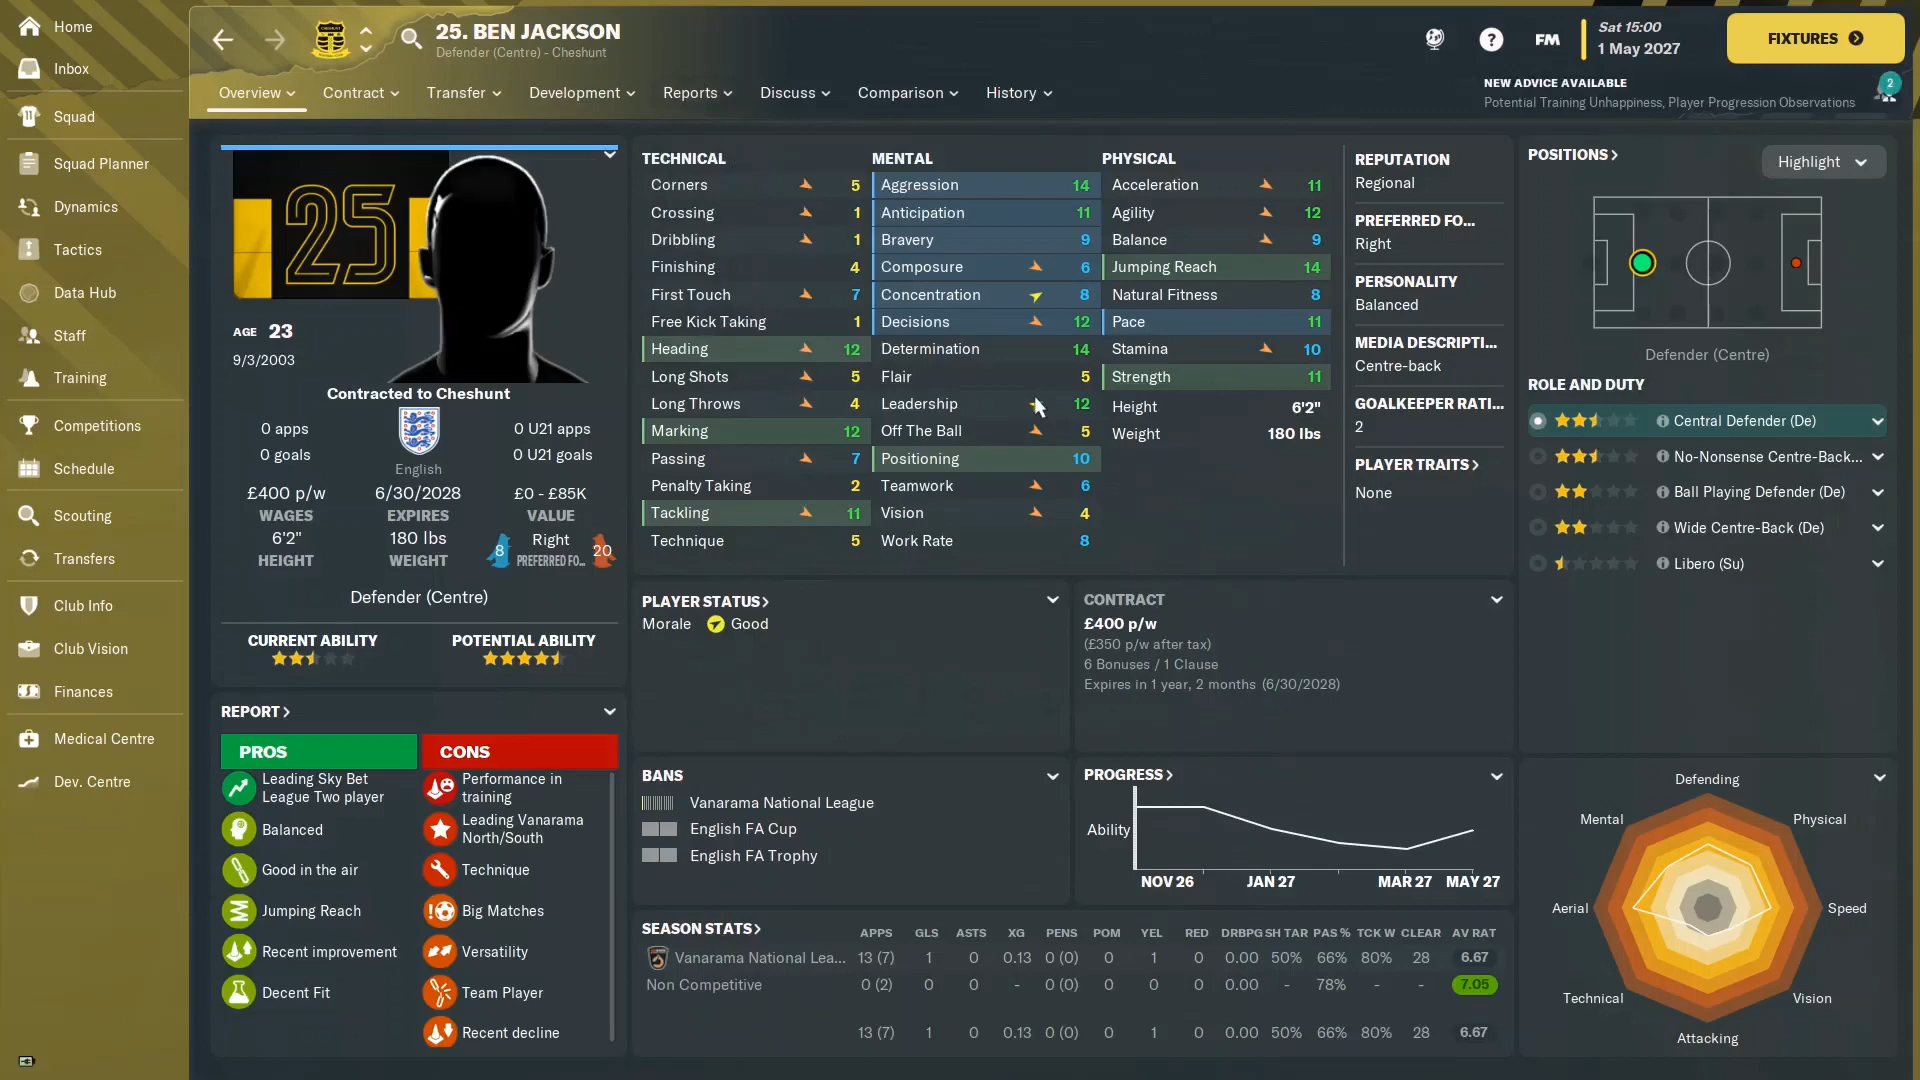 Home
Inbox
Squad
Squad Planner
Dynamics
Tactics
Data Hub
Staff
Training
Competitions
Schedule
Scouting
Transfers
Club Info
Club Vision
Finances
Medical Centre
Dev. Centre
25. BEN JACKSON
Defender (Centre) - Cheshunt
FM
Sat 15:00
1 May 2027
FIXTURES
Overview
Contract
Transfer
Development
Reports
Discuss
Comparison
History
NEW ADVICE AVAILABLE
Potential Training Unhappiness, Player Progression Observations
2
25
AGE 23
9/3/2003
Contracted to Cheshunt
0 apps
0 goals
English
0 U21 apps
0 U21 goals
£400 p/w
WAGES
6/30/2028
EXPIRES
£0 - £85K
VALUE
6'2"
HEIGHT
180 lbs
WEIGHT
8
Right
PREFERRED FO...
20
Defender (Centre)
CURRENT ABILITY
POTENTIAL ABILITY
REPORT
PROS
Leading Sky Bet
League Two player
Balanced
Good in the air
Jumping Reach
Recent improvement
Decent Fit
CONS
Performance in
training
Leading Vanarama
North/South
Technique
Big Matches
Versatility
Team Player
Recent decline
TECHNICAL
Corners 5
Crossing 1
Dribbling 1
Finishing 4
First Touch 7
Free Kick Taking 1
Heading 12
Long Shots 5
Long Throws 4
Marking 12
Passing 7
Penalty Taking 2
Tackling 11
Technique 5
MENTAL
Aggression 14
Anticipation 11
Bravery 9
Composure 6
Concentration 8
Decisions 12
Determination 14
Flair 5
Leadership 12
Off The Ball 5
Positioning 10
Teamwork 6
Vision 4
Work Rate 8
PHYSICAL
Acceleration 11
Agility 12
Balance 9
Jumping Reach 14
Natural Fitness 8
Pace 11
Stamina 10
Strength 11
Height 6'2"
Weight 180 lbs
REPUTATION
Regional
PREFERRED FO...
Right
PERSONALITY
Balanced
MEDIA DESCRIPTI...
Centre-back
GOALKEEPER RATI...
2
PLAYER TRAITS
None
POSITIONS
Highlight
Defender (Centre)
ROLE AND DUTY
Central Defender (De)
No-Nonsense Centre-Back...
Ball Playing Defender (De)
Wide Centre-Back (De)
Libero (Su)
PLAYER STATUS
Morale Good
CONTRACT
£400 p/w
(£350 p/w after tax)
6 Bonuses / 1 Clause
Expires in 1 year, 2 months (6/30/2028)
BANS
Vanarama National League
English FA Cup
English FA Trophy
PROGRESS
Ability
NOV 26 JAN 27 MAR 27 MAY 27
SEASON STATS APPS GLS ASTS XG PENS POM YEL RED DRBPG SH TAR PAS % TCK W CLEAR AV RAT
Vanarama National Lea... 13 (7) 1 0 0.13 0 (0) 0 1 0 0.00 50% 66% 80% 28 6.67
Non Competitive 0 (2) 0 0 - 0 (0) 0 0 0 0.00 - 78% - - 7.05
13 (7) 1 0 0.13 0 (0) 0 1 0 0.00 50% 66% 80% 28 6.67
Defending
Mental
Physical
Aerial
Speed
Technical
Vision
Attacking